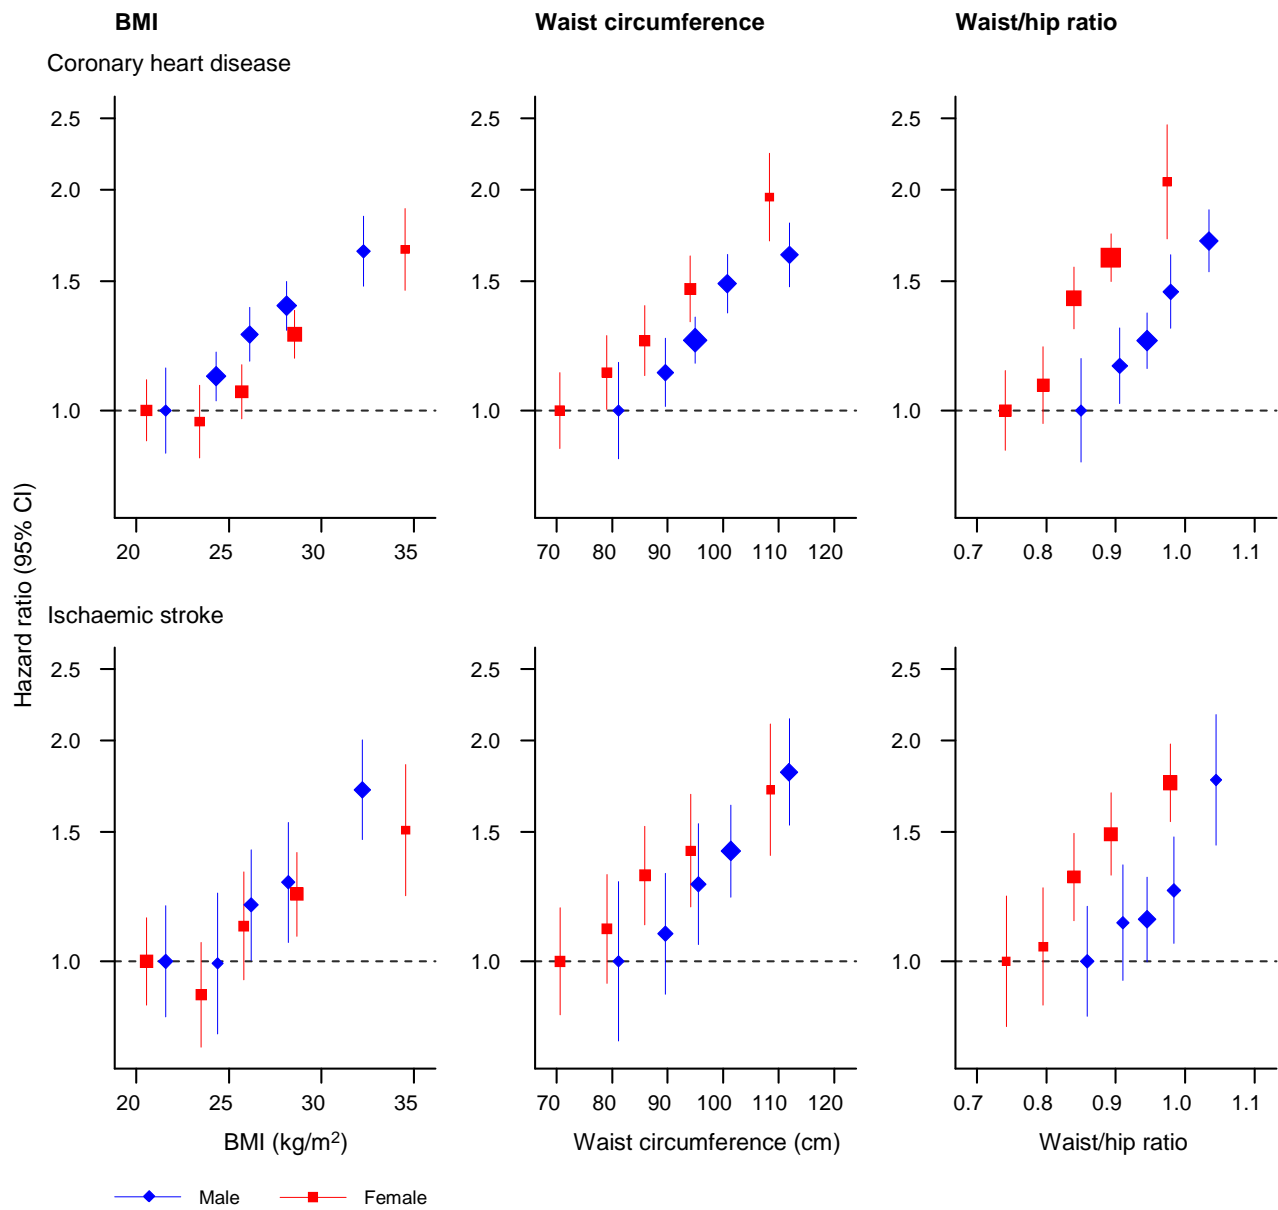 BMI Waist circumference Waist/hip ratio
Coronary heart disease
2.5 2.5 2.5
2.0 2.0 2.0
1.5 1.5 1.5
1.0 1.0 1.0
20 25 30 35 70 80 90 100 110 120 0.7 0.8 0.9 1.0 1.1
Hazard ratio (95% CI)
Ischaemic stroke
2.5 2.5 2.5
2.0 2.0 2.0
1.5 1.5 1.5
1.0 1.0 1.0
20 25 30 35 70 80 90 100 110 120 0.7 0.8 0.9 1.0 1.1
BMI (kg/m²) Waist circumference (cm) Waist/hip ratio
Male Female